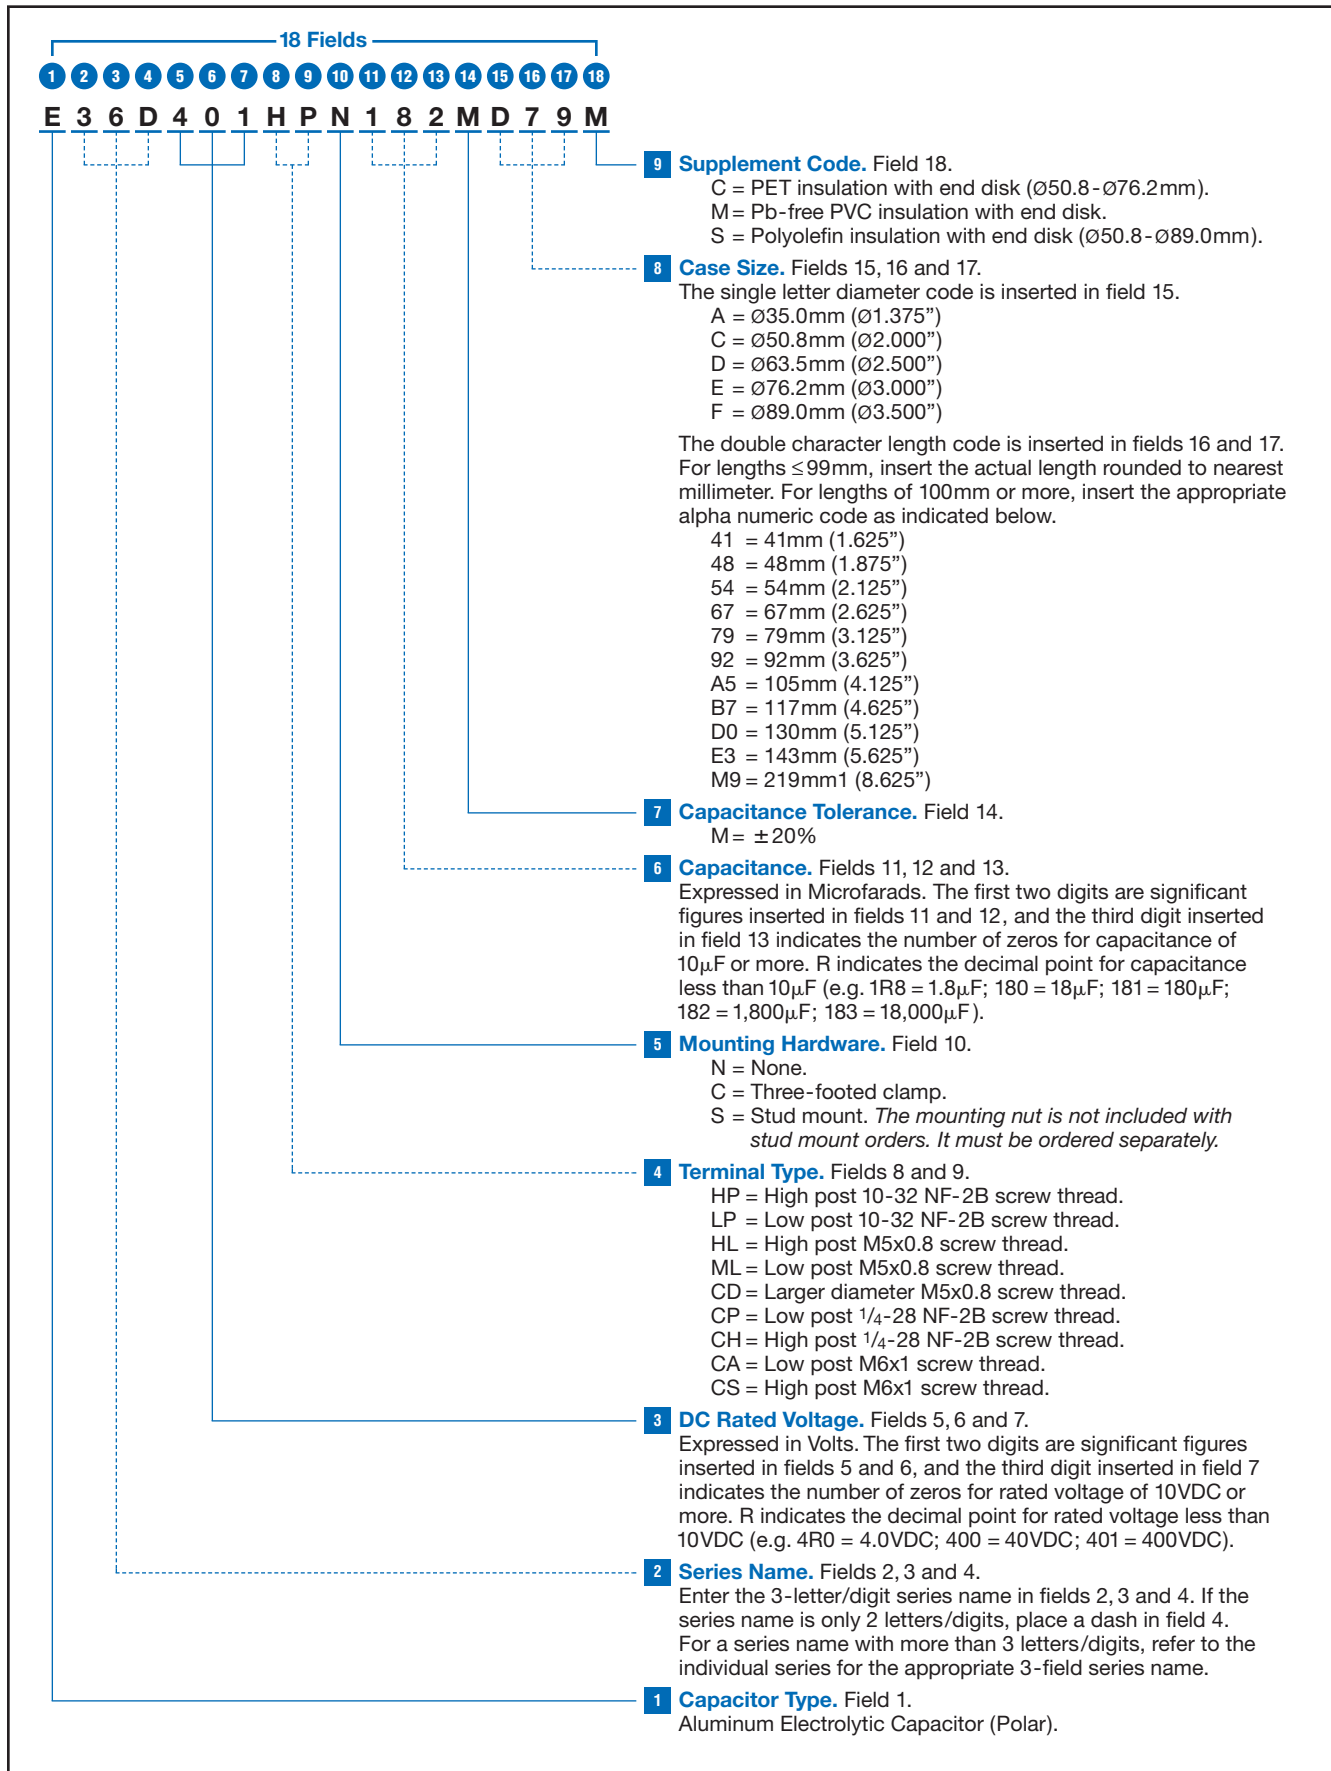 18 Fields
1 2 3 4 5 6 7 8 9 10 11 12 13 14 15 16 17 18
E 3 6 D 4 0 1 H P N 1 8 2 M D 7 9 M
9 Supplement Code. Field 18.
C = PET insulation with end disk (Ø50.8-Ø76.2mm).
M = Pb-free PVC insulation with end disk.
S = Polyolefin insulation with end disk (Ø50.8-Ø89.0mm).
8 Case Size. Fields 15, 16 and 17.
The single letter diameter code is inserted in field 15.
A = Ø35.0mm (Ø1.375”)
C = Ø50.8mm (Ø2.000”)
D = Ø63.5mm (Ø2.500”)
E = Ø76.2mm (Ø3.000”)
F = Ø89.0mm (Ø3.500”)
The double character length code is inserted in fields 16 and 17.
For lengths ≤99mm, insert the actual length rounded to nearest
millimeter. For lengths of 100mm or more, insert the appropriate
alpha numeric code as indicated below.
41 = 41mm (1.625”)
48 = 48mm (1.875”)
54 = 54mm (2.125”)
67 = 67mm (2.625”)
79 = 79mm (3.125”)
92 = 92mm (3.625”)
A5 = 105mm (4.125”)
B7 = 117mm (4.625”)
D0 = 130mm (5.125”)
E3 = 143mm (5.625”)
M9 = 219mm1 (8.625”)
7 Capacitance Tolerance. Field 14.
M = ±20%
6 Capacitance. Fields 11, 12 and 13.
Expressed in Microfarads. The first two digits are significant
figures inserted in fields 11 and 12, and the third digit inserted
in field 13 indicates the number of zeros for capacitance of
10µF or more. R indicates the decimal point for capacitance
less than 10µF (e.g. 1R8 = 1.8µF; 180 = 18µF; 181 = 180µF;
182 = 1,800µF; 183 = 18,000µF).
5 Mounting Hardware. Field 10.
N = None.
C = Three-footed clamp.
S = Stud mount. The mounting nut is not included with
stud mount orders. It must be ordered separately.
4 Terminal Type. Fields 8 and 9.
HP = High post 10-32 NF-2B screw thread.
LP = Low post 10-32 NF-2B screw thread.
HL = High post M5x0.8 screw thread.
ML = Low post M5x0.8 screw thread.
CD = Larger diameter M5x0.8 screw thread.
CP = Low post 1/4-28 NF-2B screw thread.
CH = High post 1/4-28 NF-2B screw thread.
CA = Low post M6x1 screw thread.
CS = High post M6x1 screw thread.
3 DC Rated Voltage. Fields 5, 6 and 7.
Expressed in Volts. The first two digits are significant figures
inserted in fields 5 and 6, and the third digit inserted in field 7
indicates the number of zeros for rated voltage of 10VDC or
more. R indicates the decimal point for rated voltage less than
10VDC (e.g. 4R0 = 4.0VDC; 400 = 40VDC; 401 = 400VDC).
2 Series Name. Fields 2, 3 and 4.
Enter the 3-letter/digit series name in fields 2, 3 and 4. If the
series name is only 2 letters/digits, place a dash in field 4.
For a series name with more than 3 letters/digits, refer to the
individual series for the appropriate 3-field series name.
1 Capacitor Type. Field 1.
Aluminum Electrolytic Capacitor (Polar).